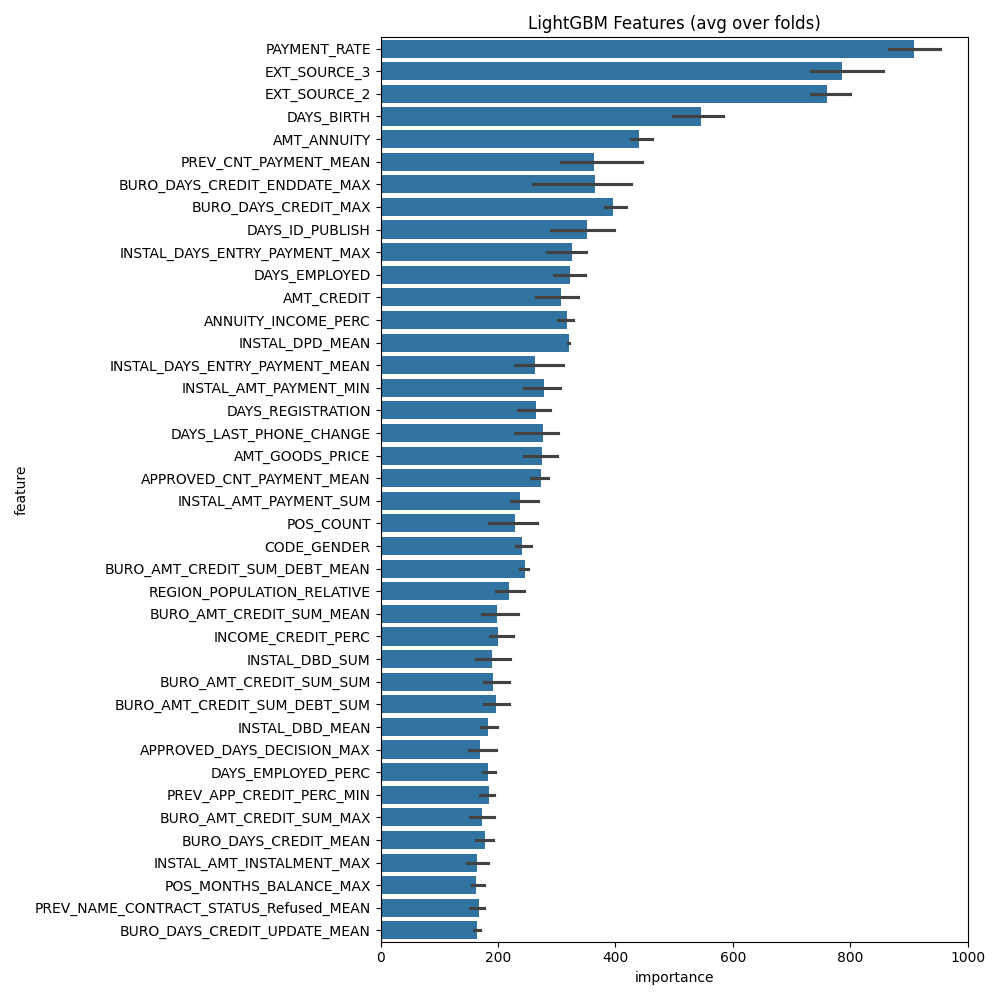 LightGBM Features (avg over folds)
PAYMENT_RATE
EXT_SOURCE_3
EXT_SOURCE_2
DAYS_BIRTH
AMT_ANNUITY
PREV_CNT_PAYMENT_MEAN
BURO_DAYS_CREDIT_ENDDATE_MAX
BURO_DAYS_CREDIT_MAX
DAYS_ID_PUBLISH
INSTAL_DAYS_ENTRY_PAYMENT_MAX
DAYS_EMPLOYED
AMT_CREDIT
ANNUITY_INCOME_PERC
INSTAL_DPD_MEAN
INSTAL_DAYS_ENTRY_PAYMENT_MEAN
INSTAL_AMT_PAYMENT_MIN
DAYS_REGISTRATION
DAYS_LAST_PHONE_CHANGE
AMT_GOODS_PRICE
APPROVED_CNT_PAYMENT_MEAN
INSTAL_AMT_PAYMENT_SUM
POS_COUNT
CODE_GENDER
BURO_AMT_CREDIT_SUM_DEBT_MEAN
REGION_POPULATION_RELATIVE
BURO_AMT_CREDIT_SUM_MEAN
INCOME_CREDIT_PERC
INSTAL_DBD_SUM
BURO_AMT_CREDIT_SUM_SUM
BURO_AMT_CREDIT_SUM_DEBT_SUM
INSTAL_DBD_MEAN
APPROVED_DAYS_DECISION_MAX
DAYS_EMPLOYED_PERC
PREV_APP_CREDIT_PERC_MIN
BURO_AMT_CREDIT_SUM_MAX
BURO_DAYS_CREDIT_MEAN
INSTAL_AMT_INSTALMENT_MAX
POS_MONTHS_BALANCE_MAX
PREV_NAME_CONTRACT_STATUS_Refused_MEAN
BURO_DAYS_CREDIT_UPDATE_MEAN
feature
0 200 400 600 800 1000
importance